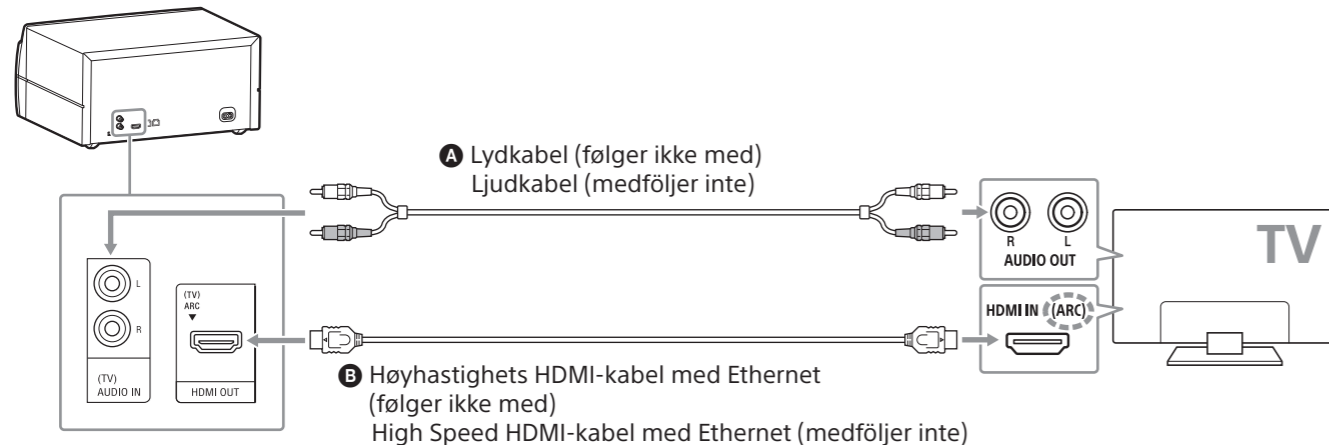 A Lydkabel (følger ikke med)
Ljudkabel (medföljer inte)
L
R
(TV)
AUDIO IN
(TV)
ARC
HDMI OUT
R L
AUDIO OUT
HDMI IN (ARC)
TV
B Høyhastighets HDMI-kabel med Ethernet
(følger ikke med)
High Speed HDMI-kabel med Ethernet (medföljer inte)